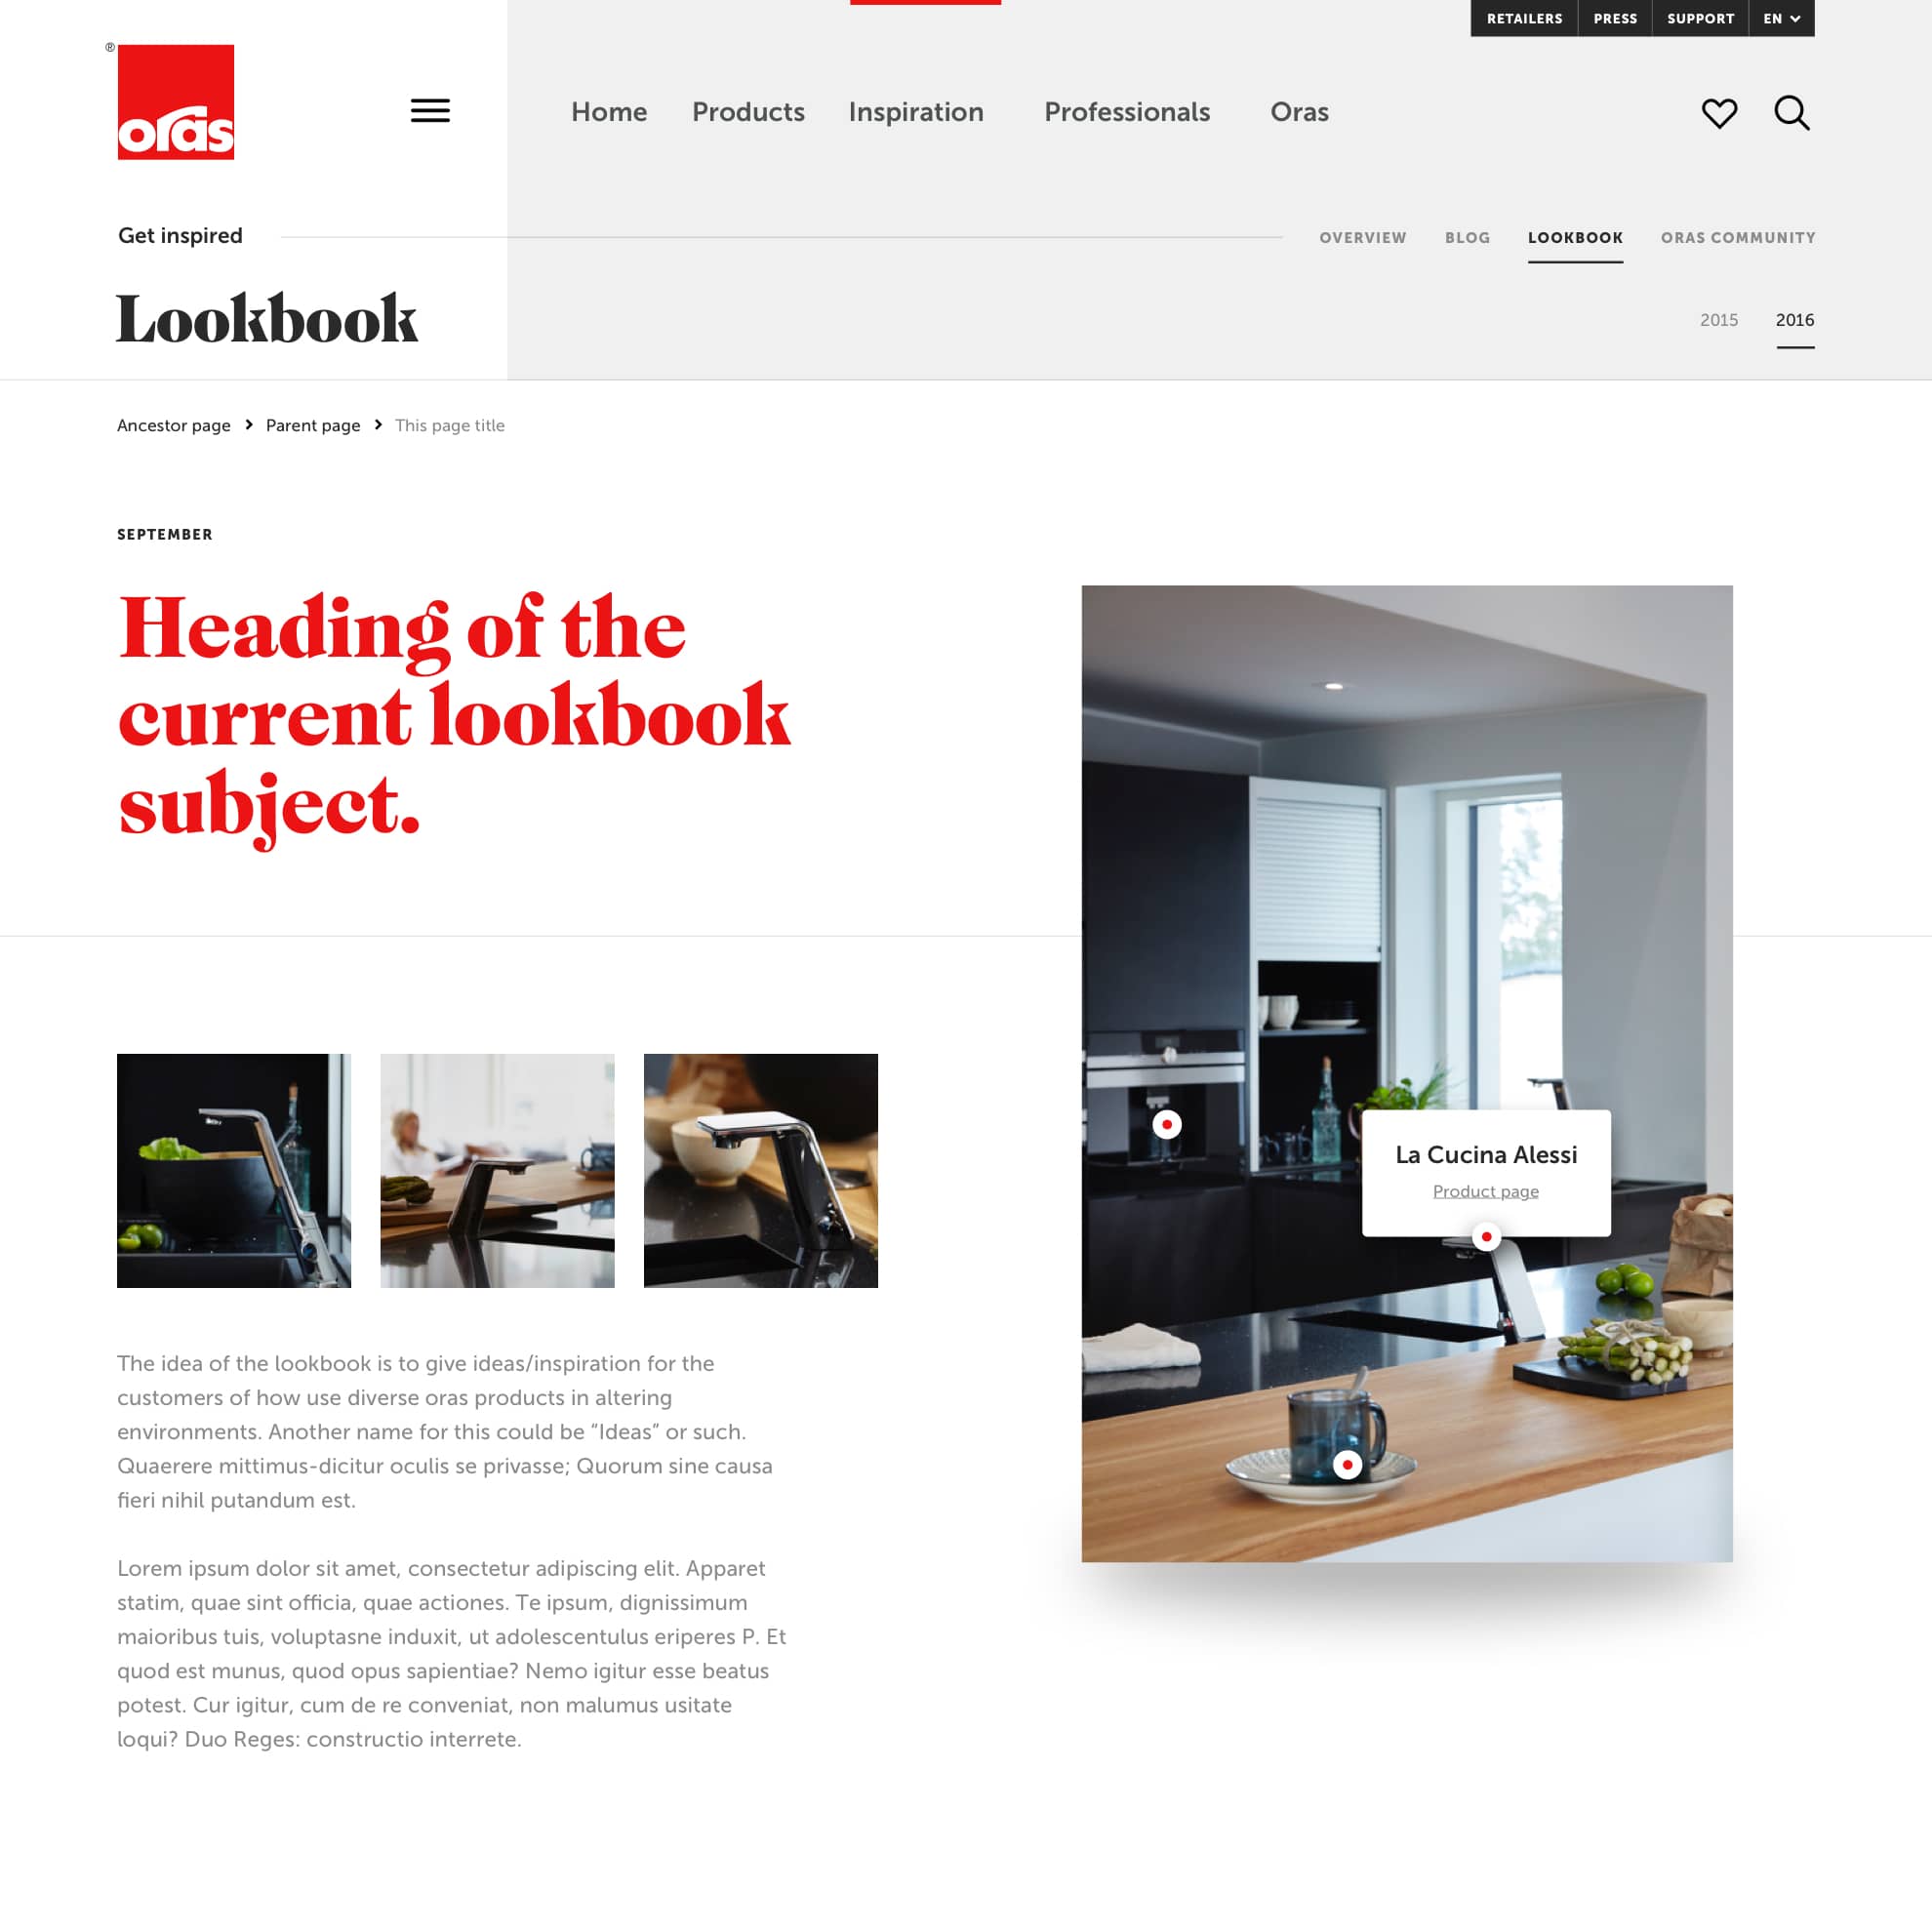 RETAILERS PRESS SUPPORT EN
®
oras
Home Products Inspiration Professionals Oras
Get inspired
OVERVIEW BLOG LOOKBOOK ORAS COMMUNITY
Lookbook
2015 2016
Ancestor page Parent page This page title
SEPTEMBER
Heading of the
current lookbook
subject.
La Cucina Alessi
Product page
The idea of the lookbook is to give ideas/inspiration for the
customers of how use diverse oras products in altering
environments. Another name for this could be “Ideas” or such.
Quaerere mittimus-dicitur oculis se privasse; Quorum sine causa
fieri nihil putandum est.
Lorem ipsum dolor sit amet, consectetur adipiscing elit. Apparet
statim, quae sint officia, quae actiones. Te ipsum, dignissimum
maioribus tuis, voluptasne induxit, ut adolescentulus eriperes P. Et
quod est munus, quod opus sapientiae? Nemo igitur esse beatus
potest. Cur igitur, cum de re conveniat, non malumus usitate
loqui? Duo Reges: constructio interrete.